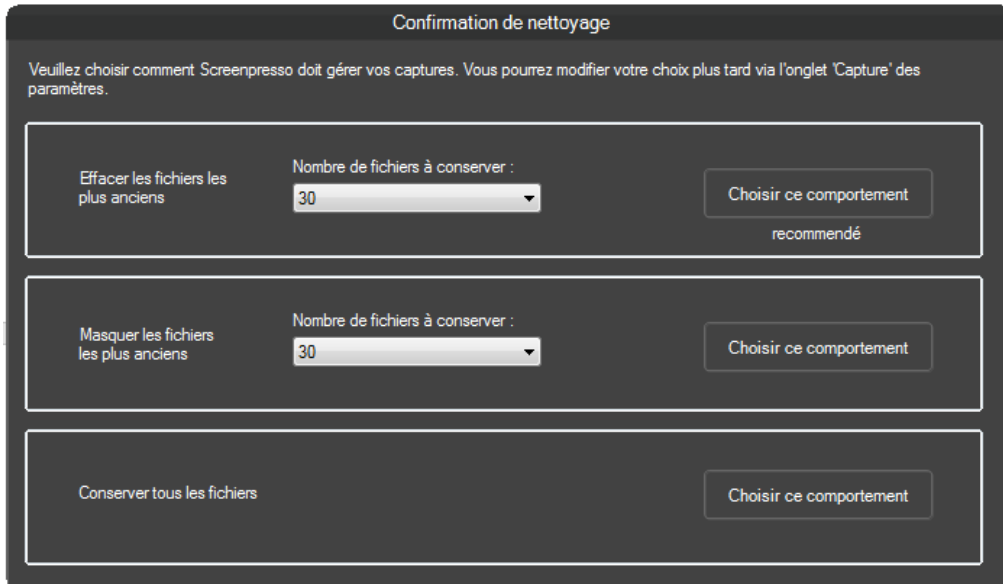 Confirmation de nettoyage
Veuillez choisir comment Screenpresso doit gérer vos captures. Vous pourrez modifier votre choix plus tard via l'onglet 'Capture' des
paramètres.
Effacer les fichiers les
plus anciens
Nombre de fichiers à conserver :
30
Choisir ce comportement
recommendé
Masquer les fichiers
les plus anciens
Nombre de fichiers à conserver :
30
Choisir ce comportement
Conserver tous les fichiers
Choisir ce comportement